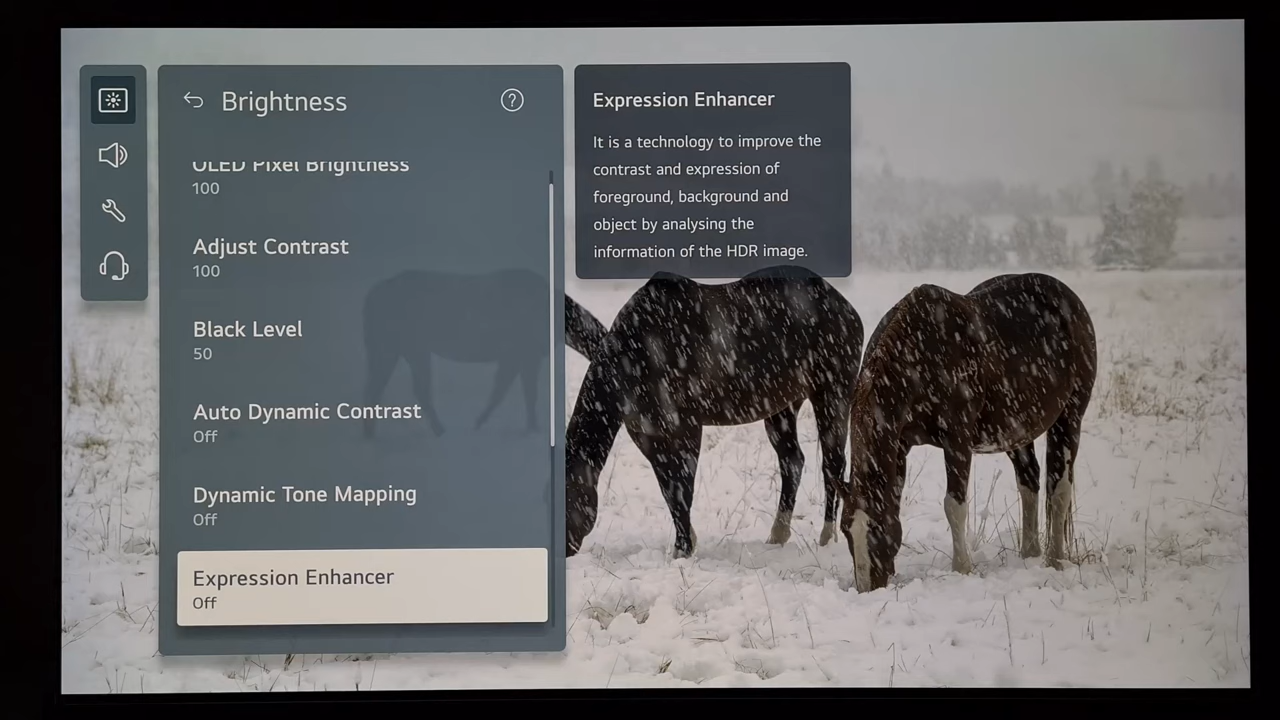 Brightness
OLED Pixel Brightness
100
Adjust Contrast
100
Black Level
50
Auto Dynamic Contrast
Off
Dynamic Tone Mapping
Off
Expression Enhancer
Off
Expression Enhancer
It is a technology to improve the
contrast and expression of
foreground, background and
object by analysing the
information of the HDR image.